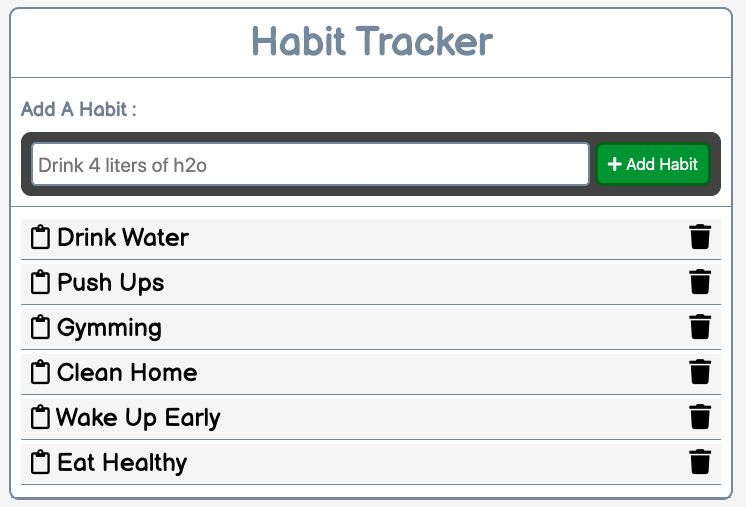 Habit Tracker
Add A Habit :
Drink 4 liters of h2o
Add Habit
Drink Water
Push Ups
Gymming
Clean Home
Wake Up Early
Eat Healthy